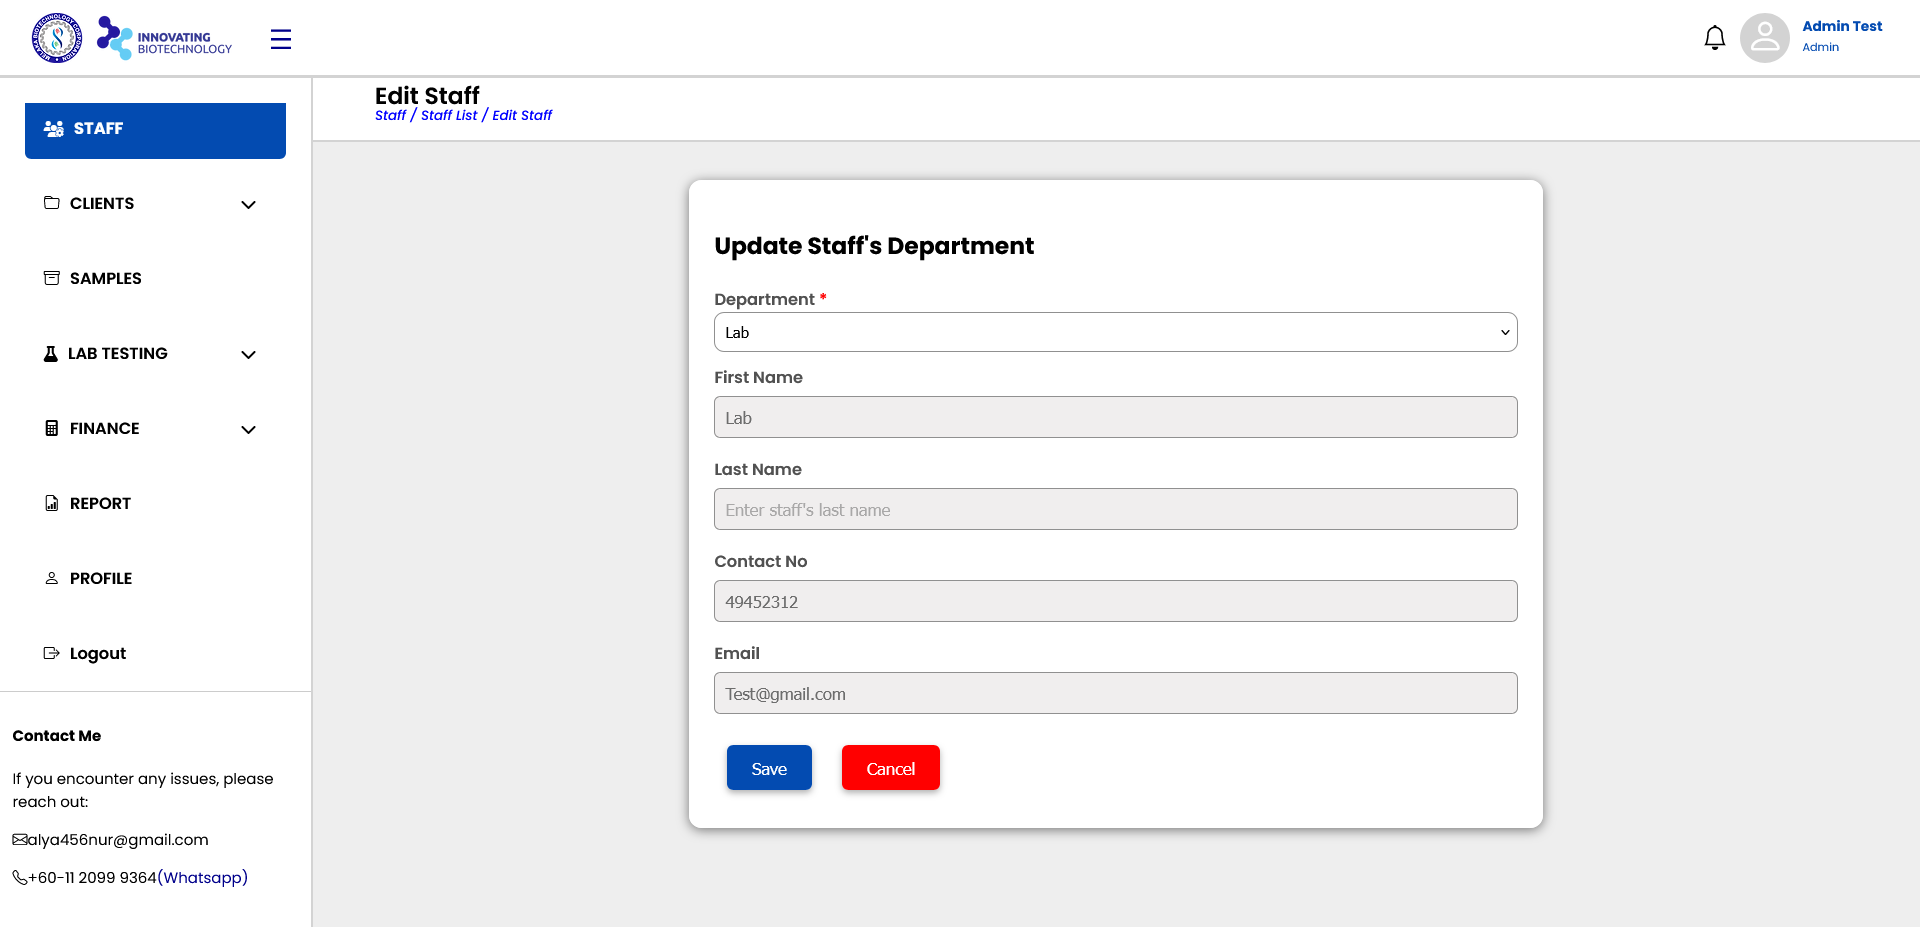 INNOVATING
BIOTECHNOLOGY
Admin Test
Admin
STAFF
CLIENTS
SAMPLES
LAB TESTING
FINANCE
REPORT
PROFILE
Logout
Contact Me
If you encounter any issues, please
reach out:
alya456nur@gmail.com
+60-11 2099 9364(Whatsapp)
Edit Staff
Staff / Staff List / Edit Staff
Update Staff's Department
Department *
Lab
First Name
Lab
Last Name
Enter staff's last name
Contact No
49452312
Email
Test@gmail.com
Save Cancel